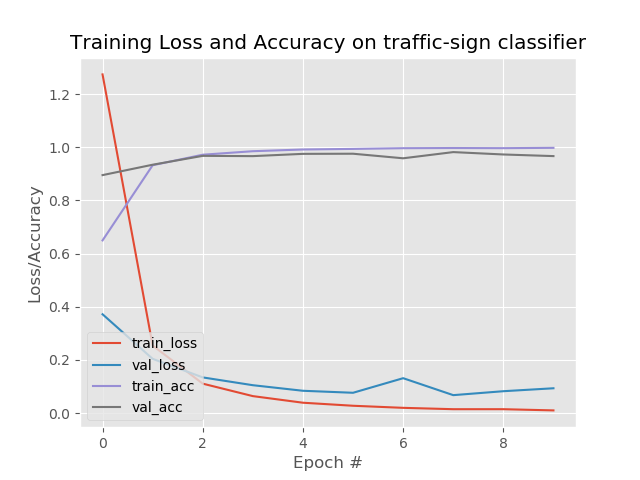 Training Loss and Accuracy on traffic-sign classifier
Loss/Accuracy
1.2
1.0
0.8
0.6
0.4
0.2
0.0
train_loss
val_loss
train_acc
val_acc
0 2 4 6 8
Epoch #